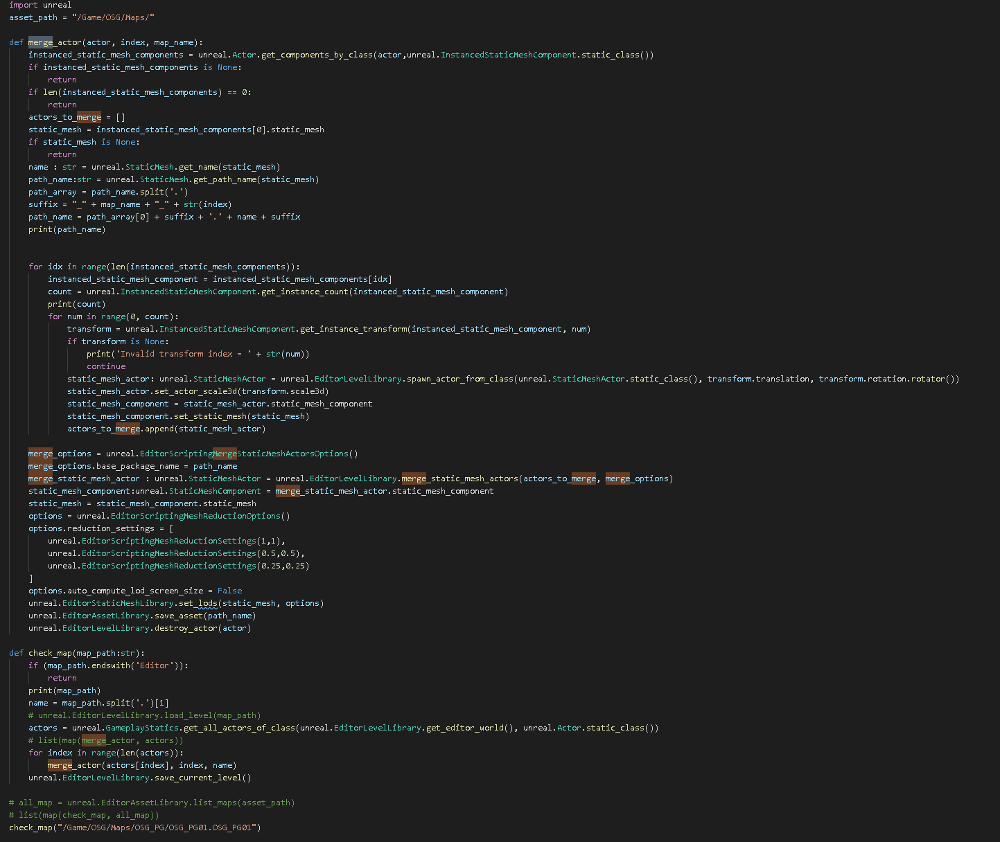 import unreal
asset_path = "/Game/OSG/Maps/"
def merge_actor(actor, index, map_name):
    instanced_static_mesh_components = unreal.Actor.get_components_by_class(actor,unreal.InstancedStaticMeshComponent.static_class())
    if instanced_static_mesh_components is None:
        return
    if len(instanced_static_mesh_components) == 0:
        return
    actors_to_merge = []
    static_mesh = instanced_static_mesh_components[0].static_mesh
    if static_mesh is None:
        return
    name : str = unreal.StaticMesh.get_name(static_mesh)
    path_name:str = unreal.StaticMesh.get_path_name(static_mesh)
    path_array = path_name.split('.')
    suffix = "_" + map_name + "_" + str(index)
    path_name = path_array[0] + suffix + '.' + name + suffix
    print(path_name)
    for idx in range(len(instanced_static_mesh_components)):
        instanced_static_mesh_component = instanced_static_mesh_components[idx]
        count = unreal.InstancedStaticMeshComponent.get_instance_count(instanced_static_mesh_component)
        print(count)
        for num in range(0, count):
            transform = unreal.InstancedStaticMeshComponent.get_instance_transform(instanced_static_mesh_component, num)
            if transform is None:
                print('Invalid transform index = ' + str(num))
                continue
            static_mesh_actor: unreal.StaticMeshActor = unreal.EditorLevelLibrary.spawn_actor_from_class(unreal.StaticMeshActor.static_class(), transform.translation, transform.rotation.rotator())
            static_mesh_actor.set_actor_scale3d(transform.scale3d)
            static_mesh_component = static_mesh_actor.static_mesh_component
            static_mesh_component.set_static_mesh(static_mesh)
            actors_to_merge.append(static_mesh_actor)
    merge_options = unreal.EditorScriptingMergeStaticMeshActorsOptions()
    merge_options.base_package_name = path_name
    merge_static_mesh_actor : unreal.StaticMeshActor = unreal.EditorLevelLibrary.merge_static_mesh_actors(actors_to_merge, merge_options)
    static_mesh_component:unreal.StaticMeshComponent = merge_static_mesh_actor.static_mesh_component
    static_mesh = static_mesh_component.static_mesh
    options = unreal.EditorScriptingMeshReductionOptions()
    options.reduction_settings = [
        unreal.EditorScriptingMeshReductionSettings(1,1),
        unreal.EditorScriptingMeshReductionSettings(0.5,0.5),
        unreal.EditorScriptingMeshReductionSettings(0.25,0.25)
    ]
    options.auto_compute_lod_screen_size = False
    unreal.EditorStaticMeshLibrary.set_lods(static_mesh, options)
    unreal.EditorAssetLibrary.save_asset(path_name)
    unreal.EditorLevelLibrary.destroy_actor(actor)
def check_map(map_path:str):
    if (map_path.endswith('Editor')):
        return
    print(map_path)
    name = map_path.split('.')[1]
    # unreal.EditorLevelLibrary.load_level(map_path)
    actors = unreal.GameplayStatics.get_all_actors_of_class(unreal.EditorLevelLibrary.get_editor_world(), unreal.Actor.static_class())
    # list(map(merge_actor, actors))
    for index in range(len(actors)):
        merge_actor(actors[index], index, name)
    unreal.EditorLevelLibrary.save_current_level()
# all_map = unreal.EditorAssetLibrary.list_maps(asset_path)
# list(map(check_map, all_map))
check_map("/Game/OSG/Maps/OSG_PG/OSG_PG01.OSG_PG01")